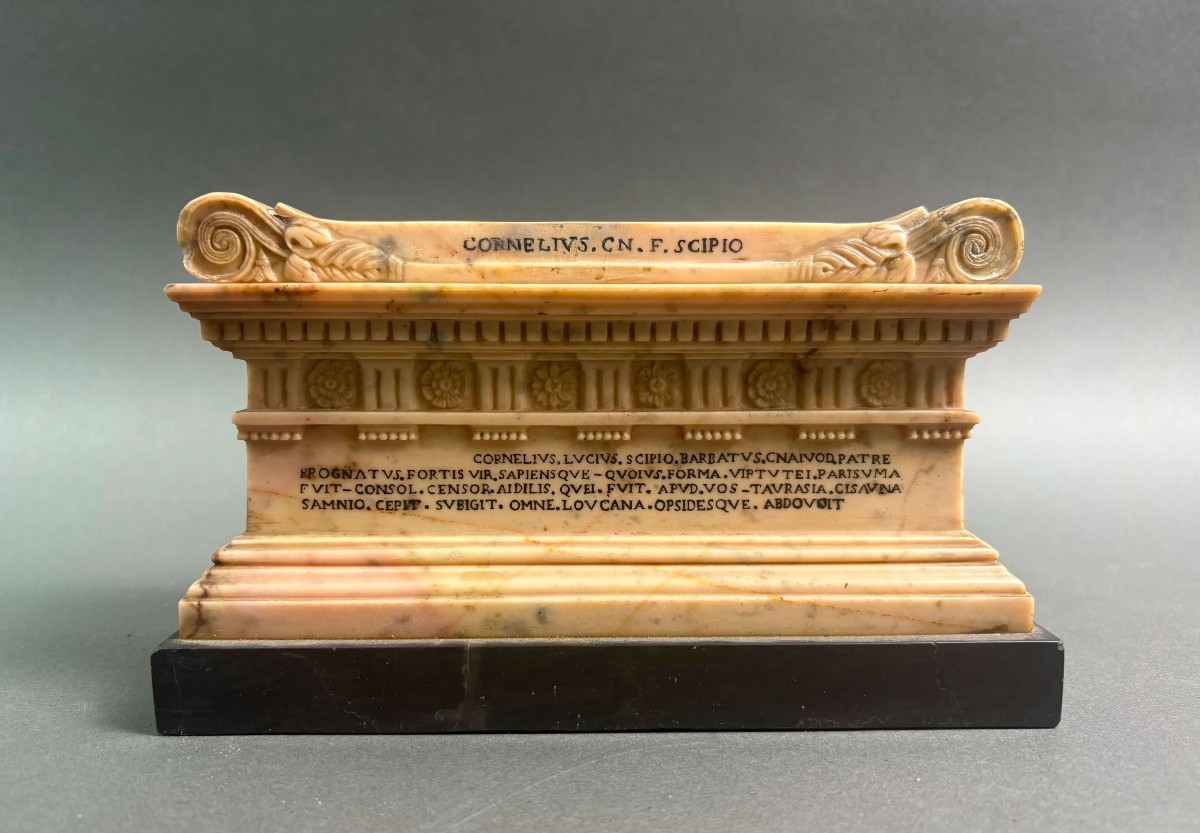 CORNELIVS. CN. F. SCIPIO
CORNELIVS. LVCIVS. SCIPIO. BARBATVS. CNAIVOD. PATRE
PROGNATVS. FORTIS VIR. SAPIENSQVE – QVOIVS. FORMA. VIRTVTEI. PARISVMA
FVIT – CONSOL. CENSOR. AIDILIS. QVEI. FVIT. APVD. VOS – TAVRASIA. CISAVNA
SAMNIO. CEPIT. SVBIGIT. OMNE. LOVCANA. OPSIDESQVE. ABDOVOIT